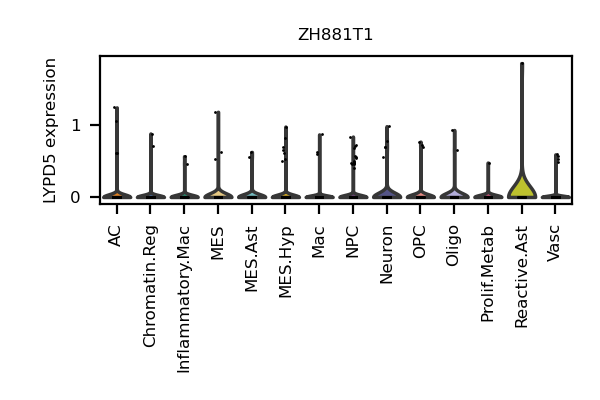 ZH881T1
LYPD5 expression
1
0
AC
Chromatin.Reg
Inflammatory.Mac
MES
MES.Ast
MES.Hyp
Mac
NPC
Neuron
OPC
Oligo
Prolif.Metab
Reactive.Ast
Vasc